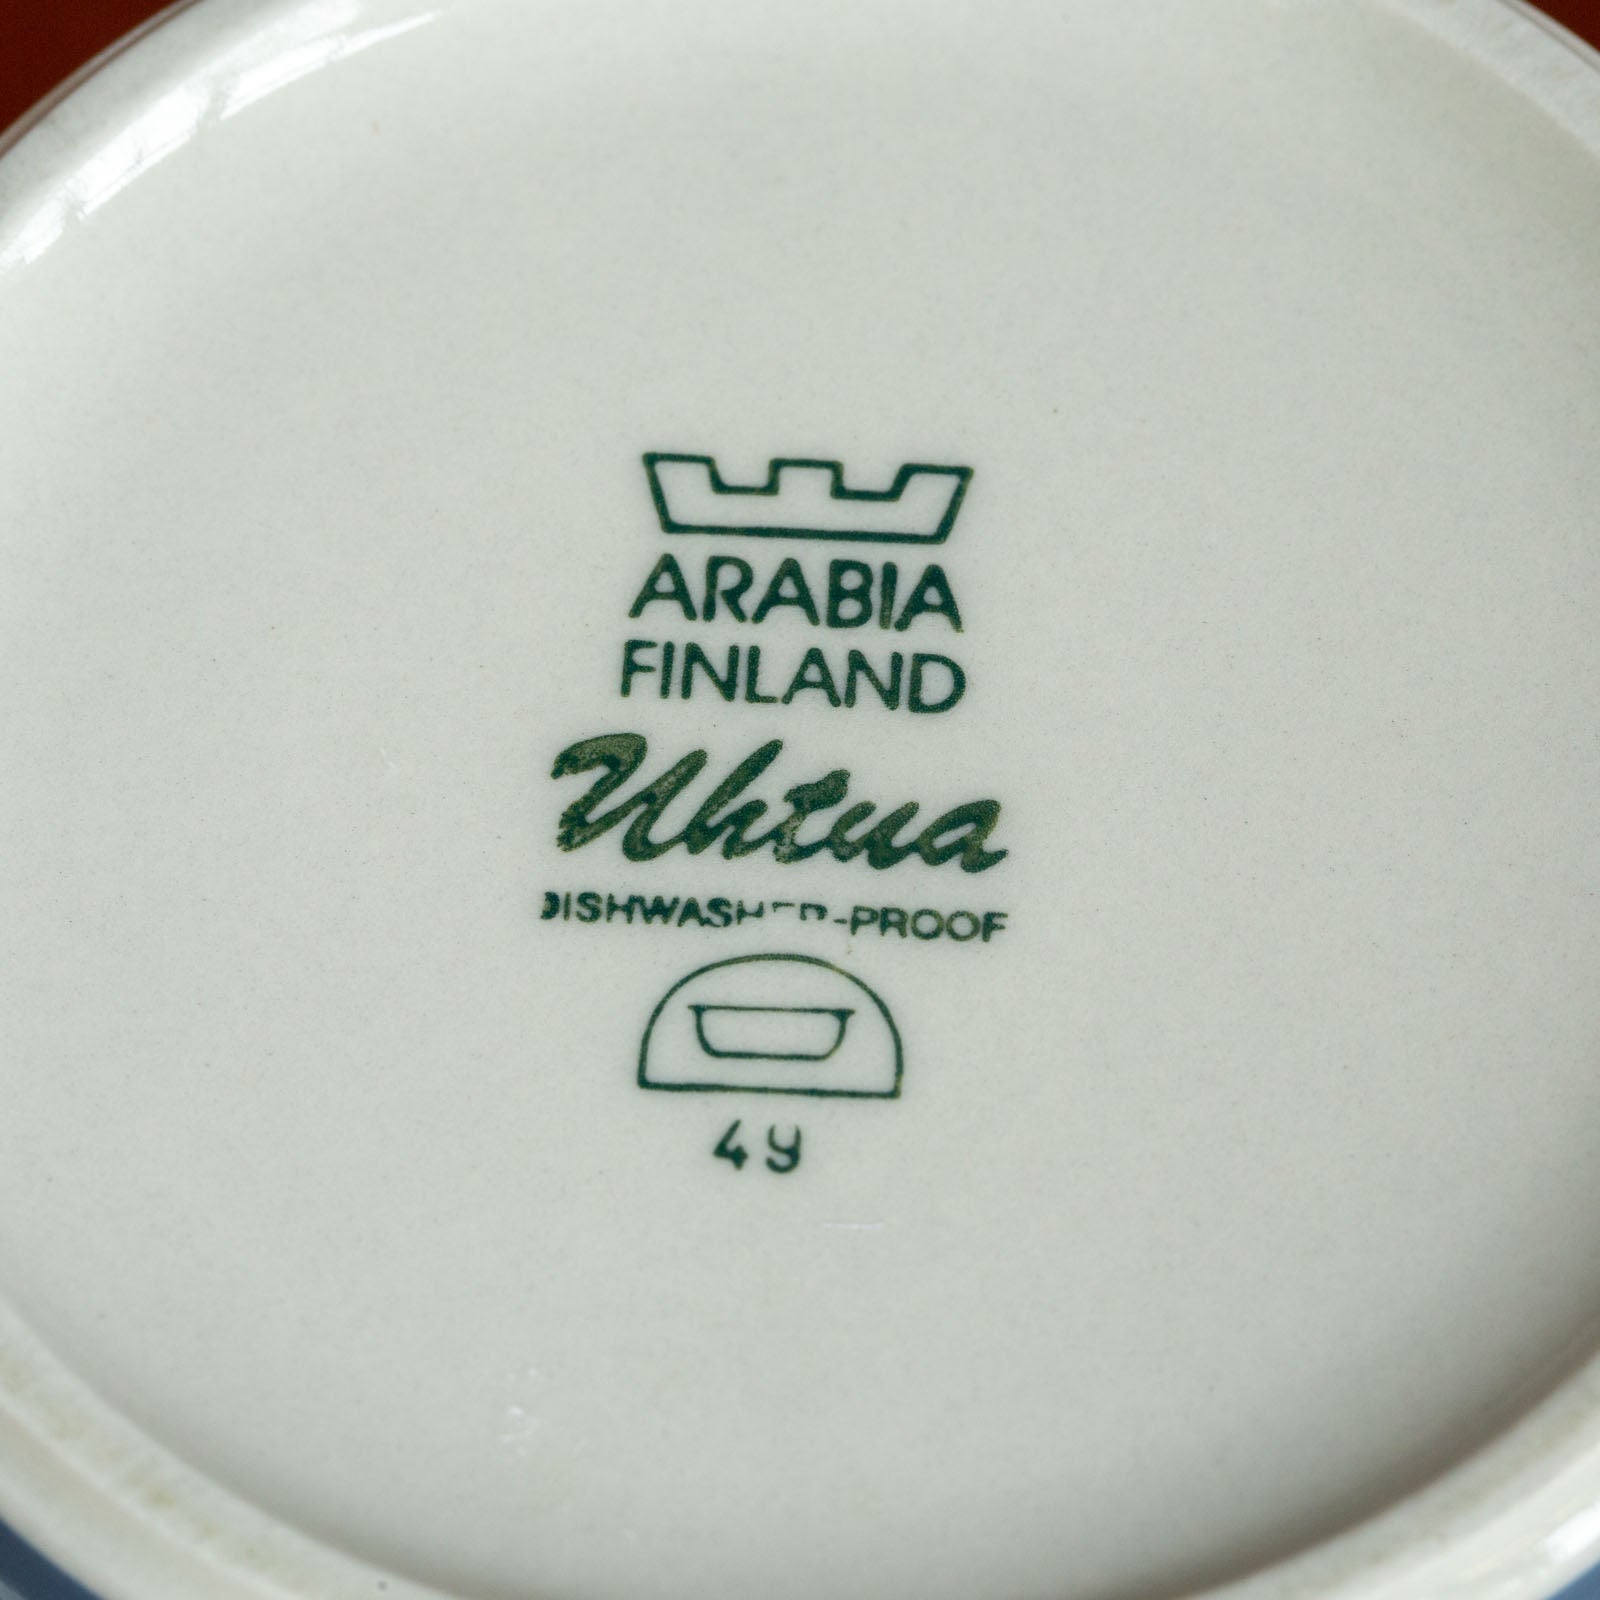 ARABIA
FINLAND
Uhtua
DISHWASHER-PROOF
49